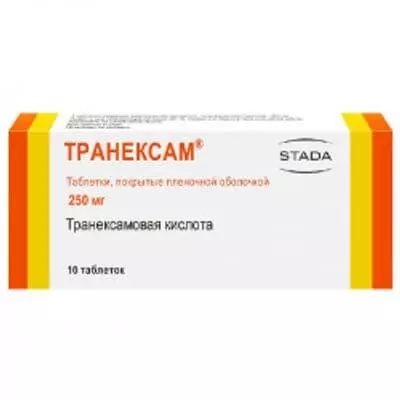 ТРАНЕКСАМ®
STADA
Таблетки, покрытые пленочной оболочкой
250 мг
Транексамовая кислота
10 таблеток